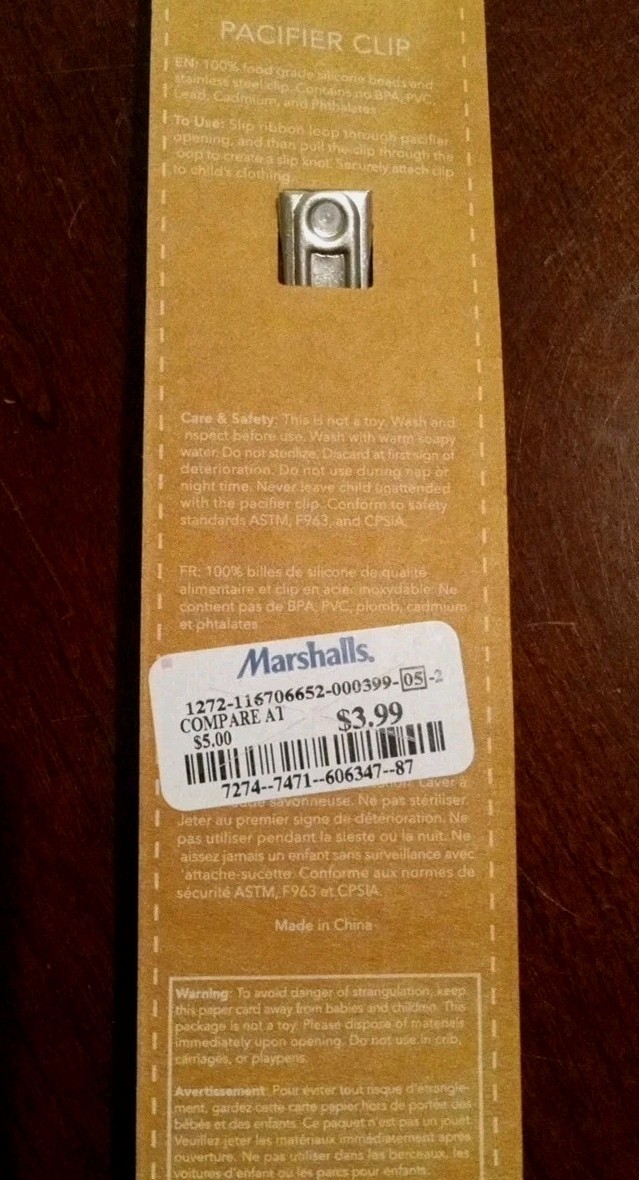 PACIFIER CLIP
EN: 100% food grade silicone beads and
stainless steel clip. Contains no BPA, PVC,
Lead, Cadmium, and Phthalates
To Use: Slip ribbon loop through pacifier
opening, and than pull the clip through the
oop to create a slip knot. Securely attach clip
to child's clothing.
Care & Safety: This is not a toy. Wash and
nspect before use. Wash with warm soapy
water. Do not sterilize. Discard at first sign of
deterioration. Do not use during nap or
night time. Never leave child unattended
with the pacifier clip. Conform to safety
standards ASTM, F963, and CPSIA.
FR: 100% billes de silicone de qualité
alimentaire et clip en acier inoxydable. Ne
contient pas de BPA, PVC, plomb, cadmium
et phtalates
Marshalls.
1272-116706652-000399-05-2
COMPARE AT
$5.00
$3.99
7274--7471--606347--87
Laver à
savonneuse. Ne pas stériliser.
Jeter au premier signe de détérioration. Ne
pas utiliser pendant la sieste ou la nuit. Ne
aissez jamais un enfant sans surveillance avec
'attache-sucette. Conforme aux normes de
sécurité ASTM, F963 et CPSIA.
Made in China
Warning: To avoid danger of strangulation, keep
this paper card away from babies and children. This
package is not a toy. Please dispose of materials
immediately upon opening. Do not use in crib,
carriages, or playpens.
Avertissement: Pour éviter tout risque d'étrangle-
ment, gardez cette carte papier hors de portée des
bébés et des enfants. Ce paquet n'est pas un jouet.
Veuillez jeter les matériaux immédiatement après
ouverture. Ne pas utiliser dans les berceaux, les
voitures d'enfant ou les parcs pour enfants.